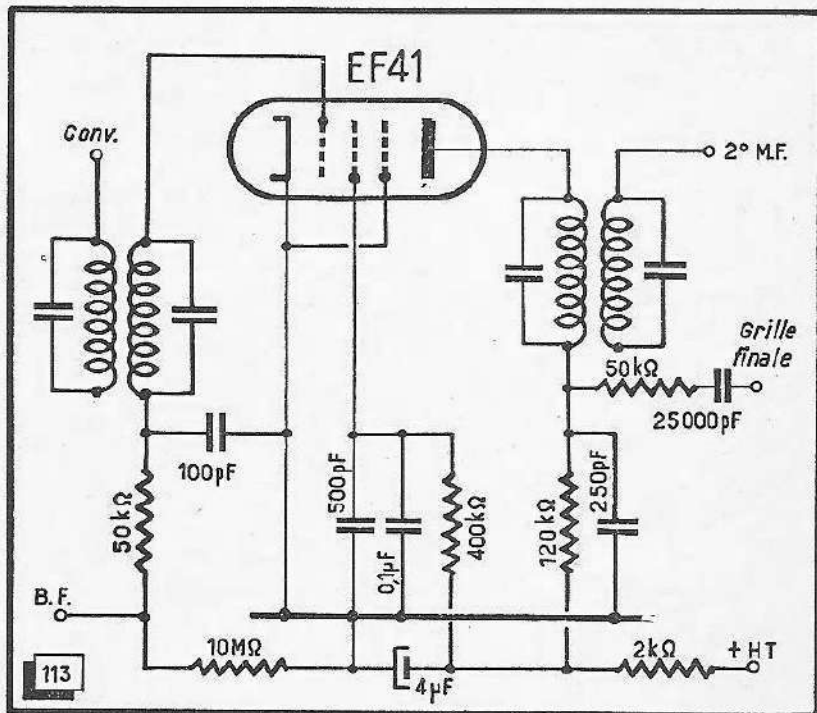 EF41
Conv.
2° M.F.
Grille
finale
50kΩ
25000pF
100pF
50kΩ
500pF
0,1µF
400kΩ
120kΩ
250pF
B.F.
10MΩ
4µF
2kΩ
+ HT
113